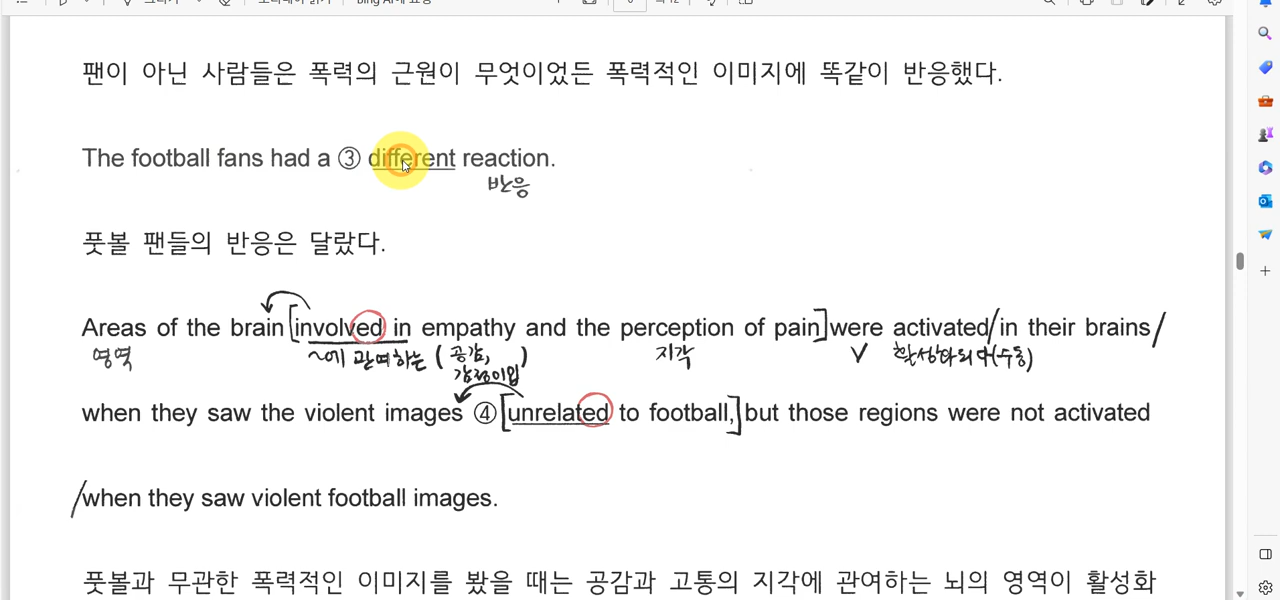 팬이 아닌 사람들은 폭력의 근원이 무엇이었든 폭력적인 이미지에 똑같이 반응했다.
The football fans had a ③ different reaction.
반응
풋볼 팬들의 반응은 달랐다.
Areas of the brain [involved in empathy and the perception of pain] were activated/in their brains/
영역 ~에 관여하는 (공감, 감정이입) 지각 V 활성화되다(수동)
when they saw the violent images ④ [unrelated to football,] but those regions were not activated
/when they saw violent football images.
풋볼과 무관한 폭력적인 이미지를 봤을 때는 공감과 고통의 지각에 관여하는 뇌의 영역이 활성화